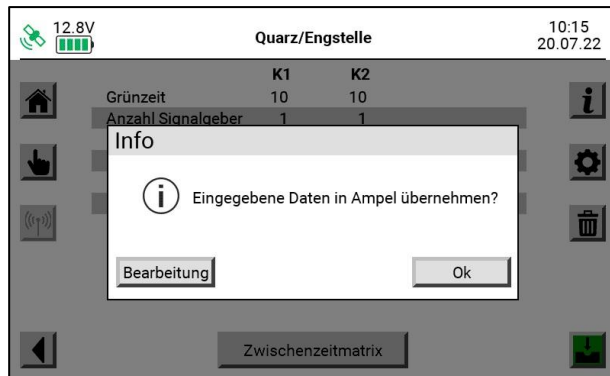 12.8V
Quarz/Engstelle
10:15
20.07.22
K1 K2
Grünzeit 10 10
Anzahl Signalgeber 1 1
Info
Eingegebene Daten in Ampel übernehmen?
Bearbeitung
Ok
Zwischenzeitmatrix